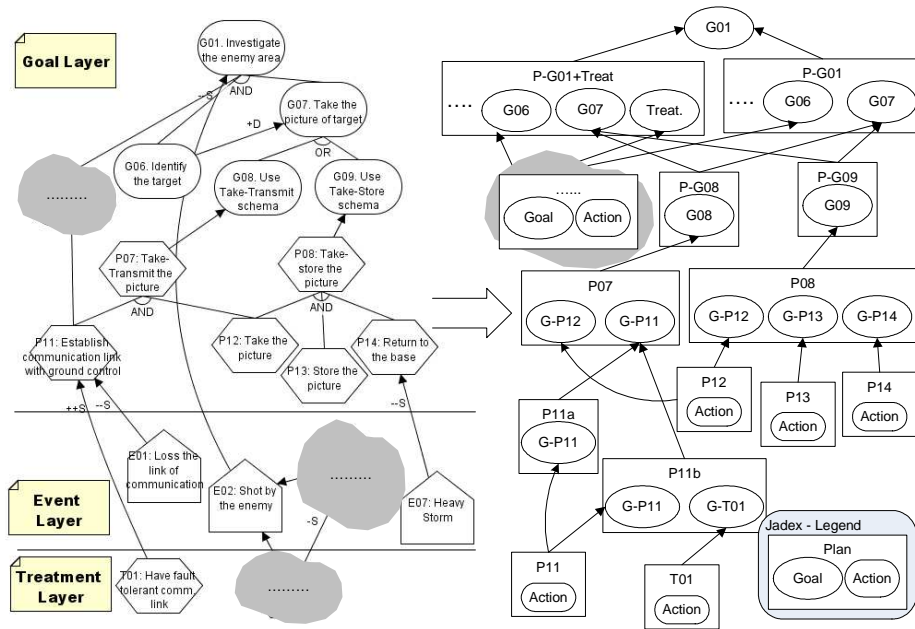 Goal Layer
G01. Investigate
the enemy area
--S
AND
G07. Take the
picture of target
+D
G06. Identify
the target
OR
G08. Use
Take-Transmit
schema
G09. Use
Take-Store
schema
.........
P07: Take-
Transmit the
picture
P08: Take-
store the
picture
AND
AND
P11: Establish
communication link
with ground control
P12: Take the
picture
P13: Store the
picture
P14: Return to
the base
++S
--S
--S
E01: Loss the
link of
communication
E02: Shot by
the enemy
.........
E07: Heavy
Storm
Event
Layer
-S
Treatment
Layer
T01: Have fault
tolerant comm.
link
.........
G01
P-G01+Treat
....
G06
G07
Treat.
P-G01
....
G06
G07
......
Goal
Action
P-G08
G08
P-G09
G09
P07
G-P12
G-P11
P08
G-P12
G-P13
G-P14
P12
Action
P13
Action
P14
Action
P11a
G-P11
P11b
G-P11
G-T01
P11
Action
T01
Action
Jadex - Legend
Plan
Goal
Action